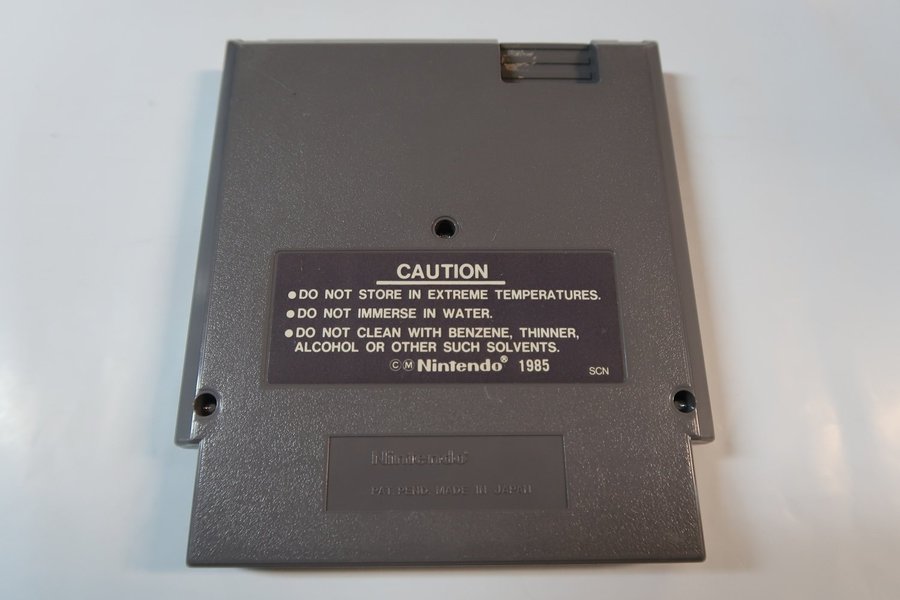 CAUTION
●DO NOT STORE IN EXTREME TEMPERATURES.
●DO NOT IMMERSE IN WATER.
●DO NOT CLEAN WITH BENZENE, THINNER,
ALCOHOL OR OTHER SUCH SOLVENTS.
ⒸⓂ Nintendo® 1985
SCN
Nintendo®
PAT. PEND. MADE IN JAPAN